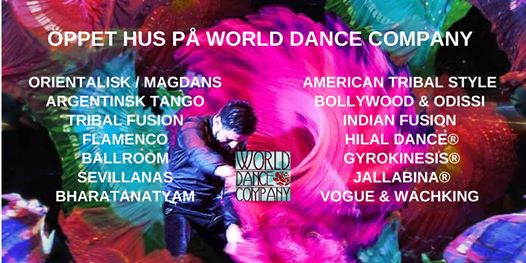 ÖPPET HUS PÅ WORLD DANCE COMPANY
ORIENTALISK / MAGDANS
ARGENTINSK TANGO
TRIBAL FUSION
FLAMENCO
BALLROOM
SEVILLANAS
BHARATANATYAM
WORLD
DANCE
COMPANY
AMERICAN TRIBAL STYLE
BOLLYWOOD & ODISSI
INDIAN FUSION
HILAL DANCE®
GYROKINESIS®
JALLABINA®
VOGUE & WACHKING